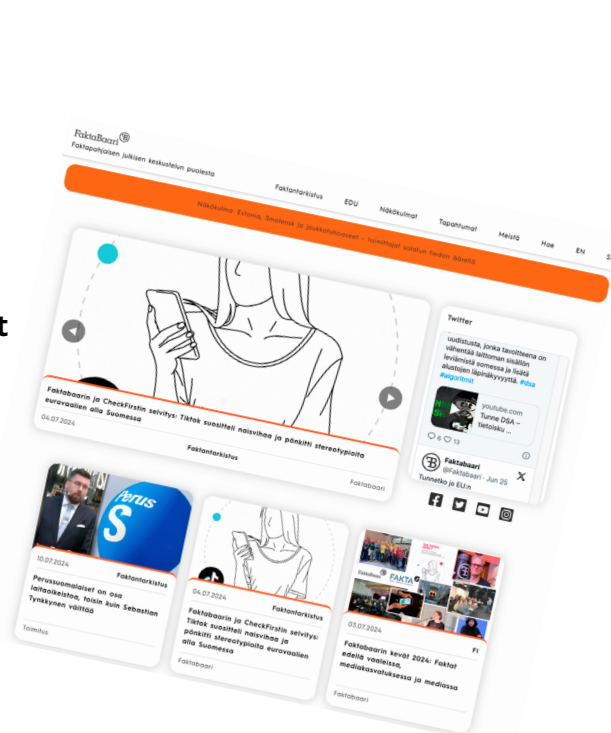 t
FaktaBaari
Faktapohjaisen julkisen keskustelun puolesta
Faktantarkistus EDU Näkökulmat Tapahtumat Meistä Hae EN
Näkökulma: Estonia, Smolensk ja joukkotuhoaseet – toimittajat salatun tiedon äärellä
Faktabaarin ja CheckFirstin selvitys: Tiktok suositteli naisvihaa ja pönkitti stereotypioita
eurovaalien alla Suomessa
04.07.2024
Faktantarkistus
Faktabaari
Twitter
uudistusta, jonka tavoitteena on
vähentää laittoman sisällön
leviämistä somessa ja lisätä
alustojen läpinäkyvyyttä. #dsa
#algoritmit
youtube.com
Tunne DSA –
tietoisku ...
6 13
Faktabaari
@Faktabaari · Jun 25
Tunnetko jo EU:n
Perus
S
10.07.2024
Faktantarkistus
Perussuomalaiset on osa
laitaoikeistoa, toisin kuin Sebastian
Tynkkynen väittää
Toimitus
04.07.2024
Faktantarkistus
Faktabaarin ja CheckFirstin selvitys:
Tiktok suositteli naisvihaa ja
pönkitti stereotypioita eurovaalien
alla Suomessa
Faktabaari
FAKTA
03.07.2024
FI
Faktabaarin kevät 2024: Faktat
edellä vaaleissa,
mediakasvatuksessa ja mediassa
Faktabaari